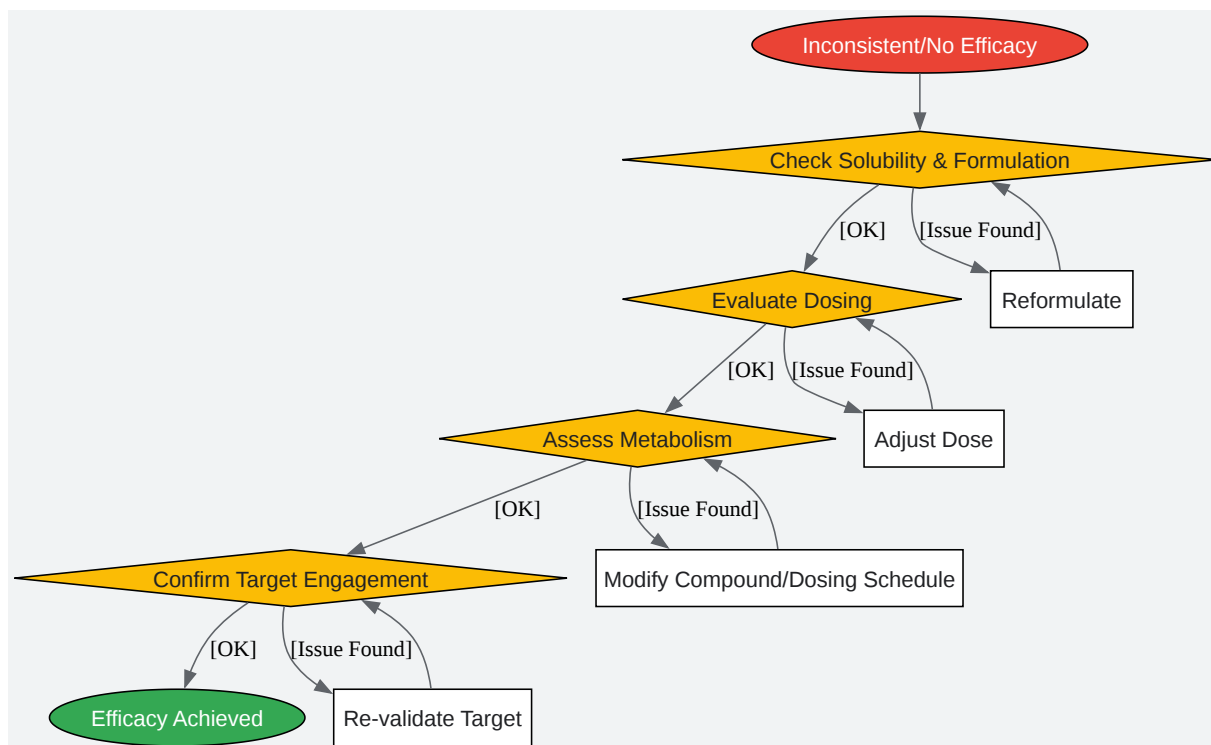 Inconsistent/No Efficacy
Check Solubility & Formulation
[OK]
[Issue Found]
Evaluate Dosing
Reformulate
[OK]
[Issue Found]
Assess Metabolism
Adjust Dose
[OK]
[Issue Found]
Confirm Target Engagement
Modify Compound/Dosing Schedule
[OK]
[Issue Found]
Efficacy Achieved
Re-validate Target